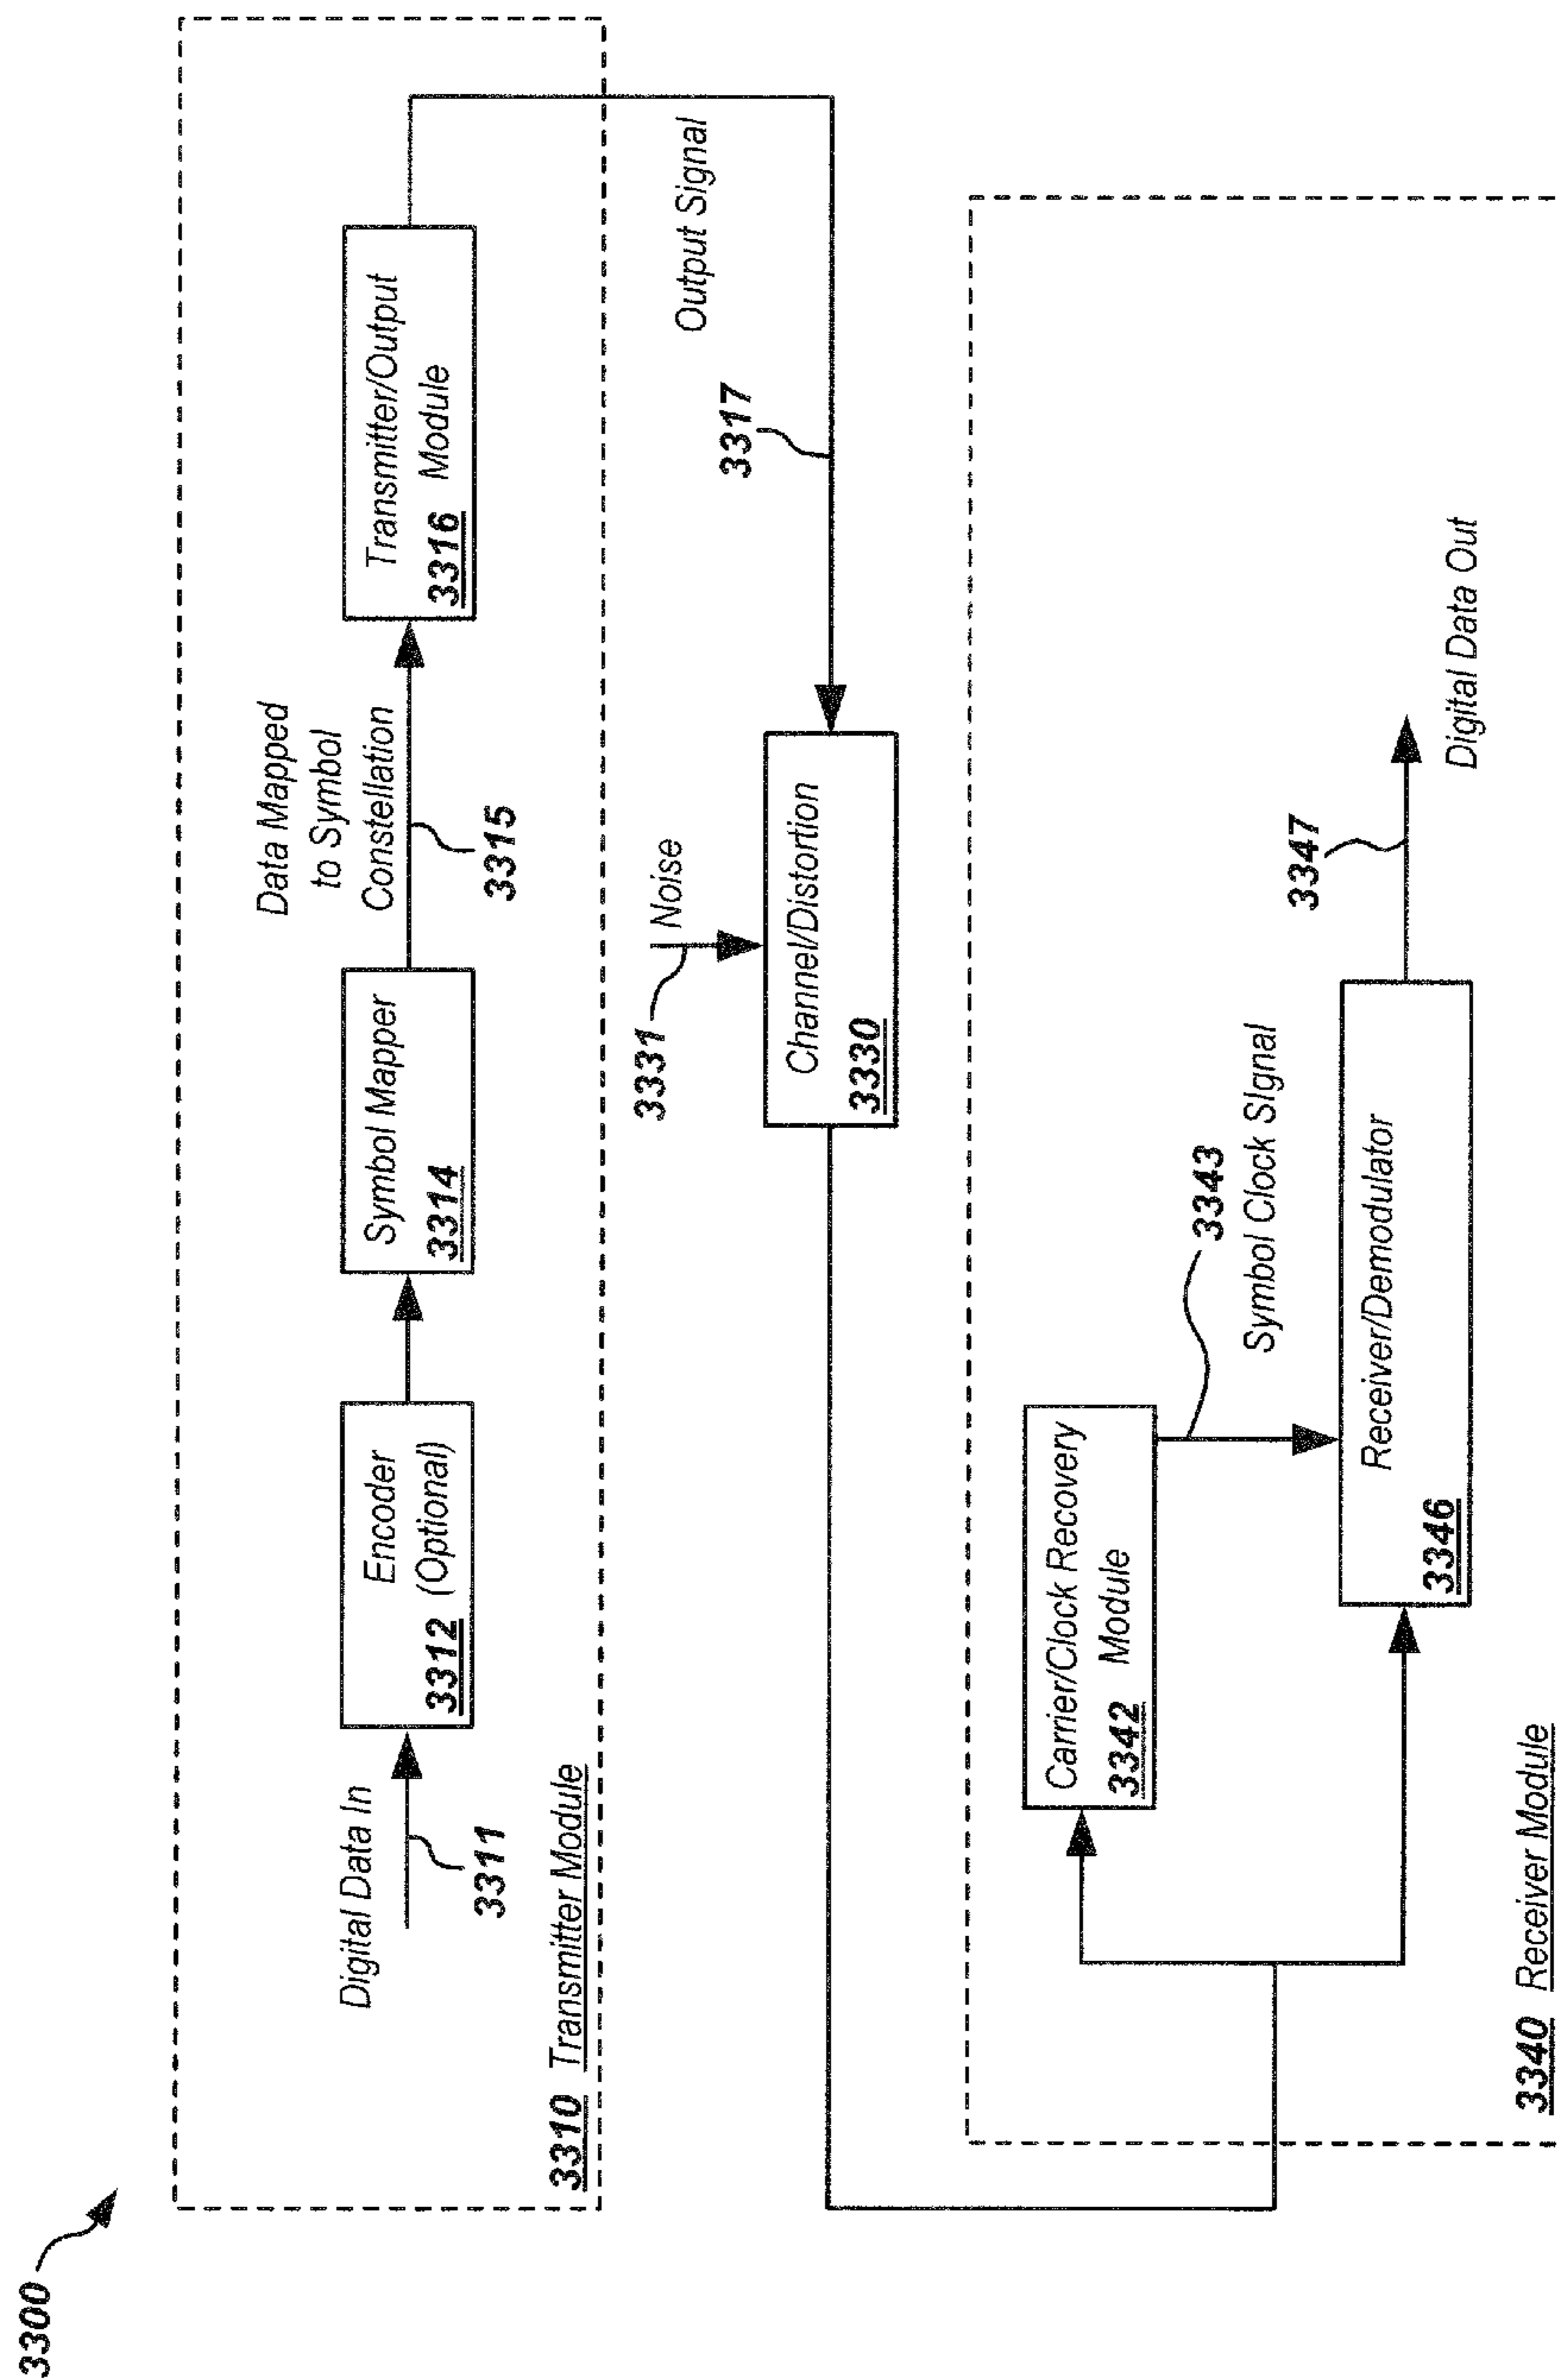 3300
Digital Data In
3311
Encoder
(Optional)
3312
Symbol Mapper
3314
Data Mapped
to Symbol
Constellation
3315
Transmitter/Output
Module
3316
3310 Transmitter Module
Output Signal
3317
3331
Noise
Channel/Distortion
3330
Carrier/Clock Recovery
Module
3342
3343
Symbol Clock SIgnal
Receiver/Demodulator
3346
3347
Digital Data Out
3340 Receiver Module